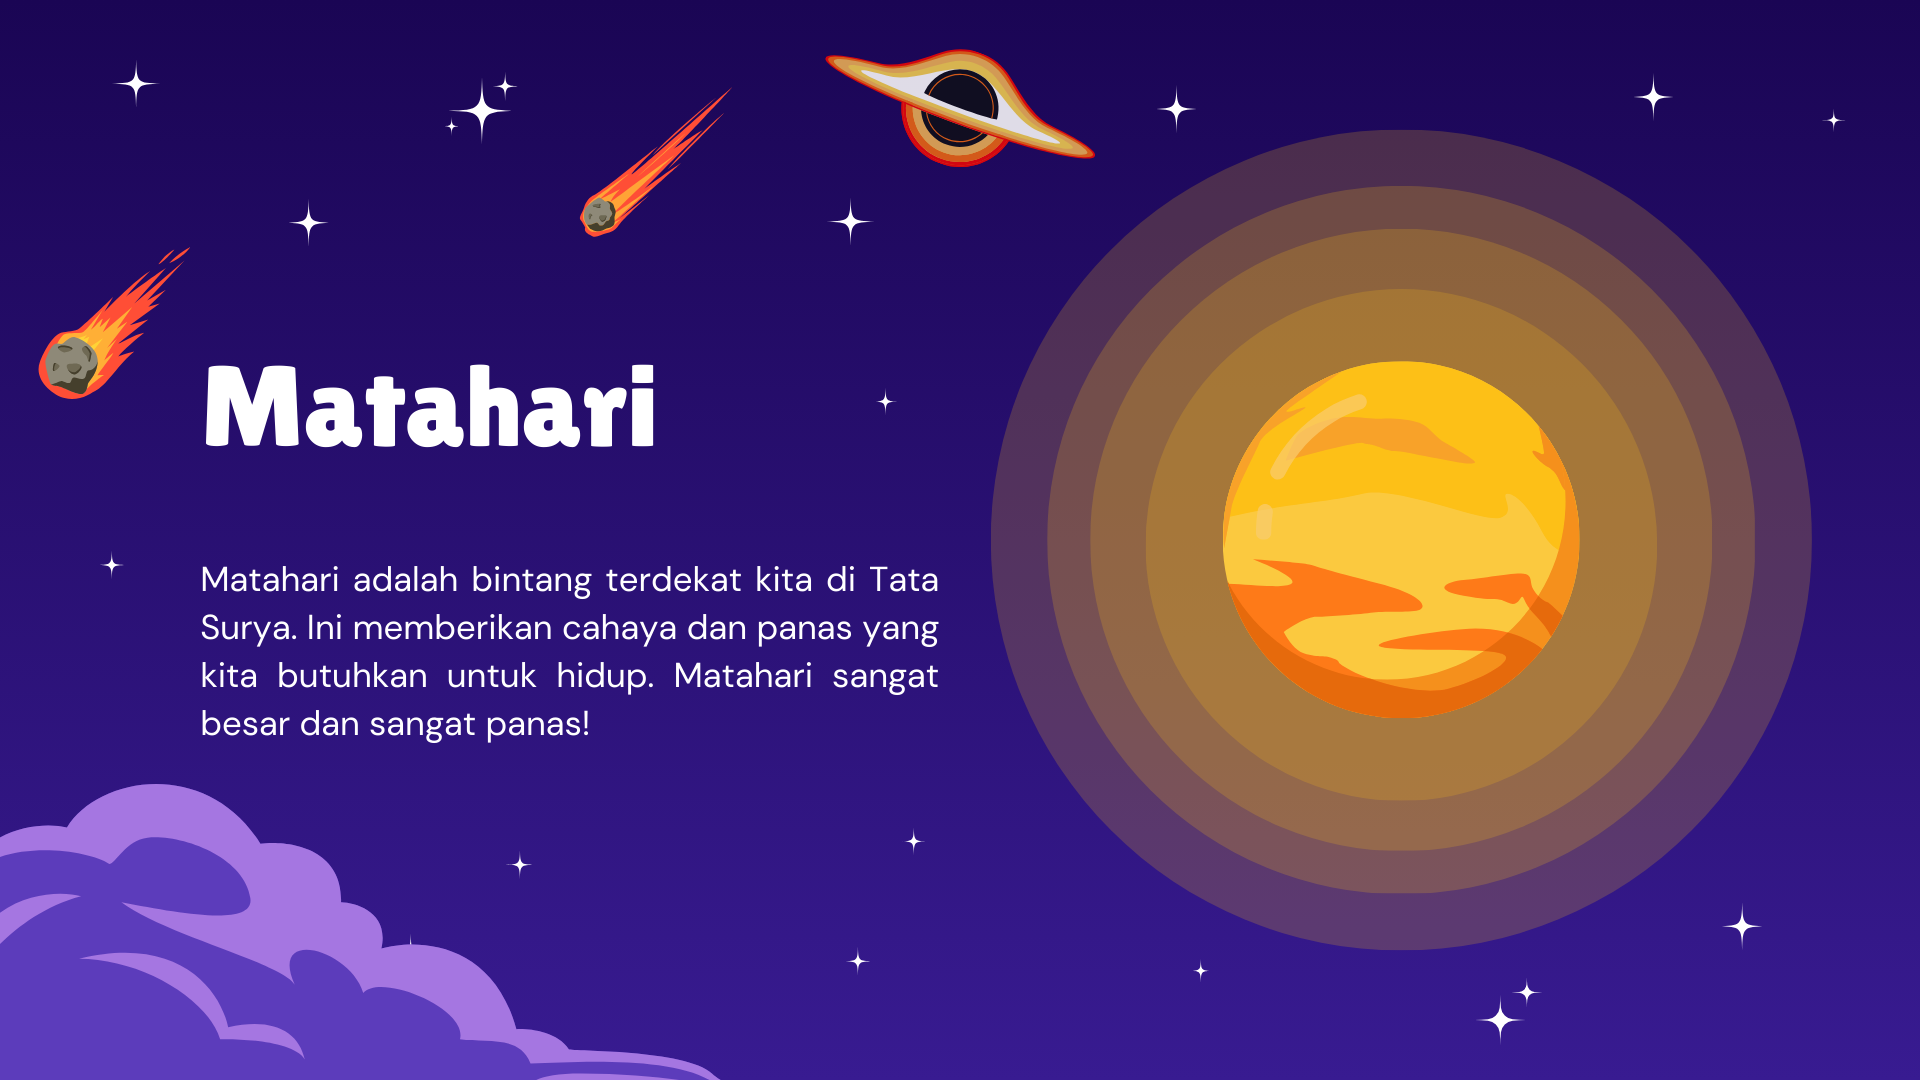 Matahari
Matahari adalah bintang terdekat kita di Tata
Surya. Ini memberikan cahaya dan panas yang
kita butuhkan untuk hidup. Matahari sangat
besar dan sangat panas!